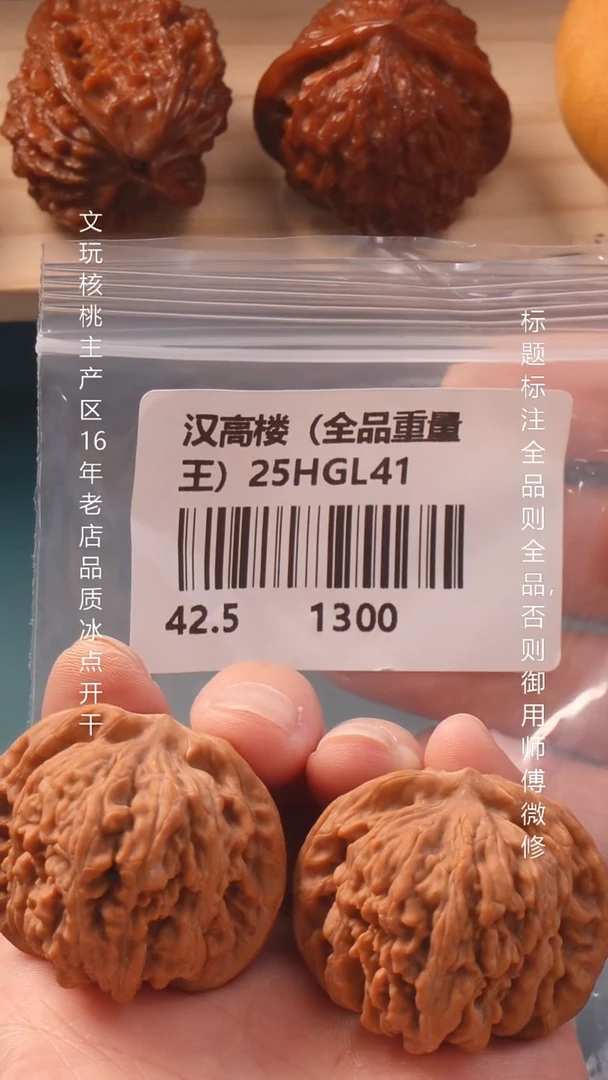 文玩核桃主产区16年老店品质冰点开干
汉高楼（全品重量
王）25HGL41
42.5 1300
标题标注全品则全品,否则御用师傅微修